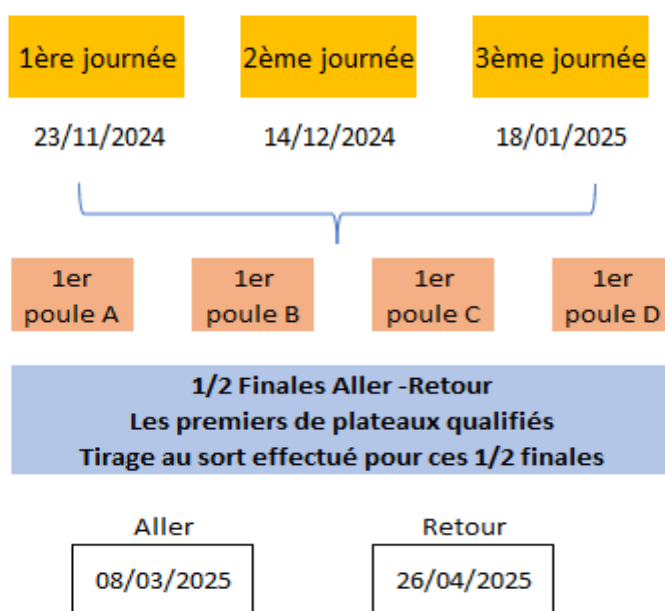 1ère journée 2ème journée 3ème journée
23/11/2024 14/12/2024 18/01/2025
1er 1er 1er 1er
poule A poule B poule C poule D
1/2 Finales Aller -Retour
Les premiers de plateaux qualifiés
Tirage au sort effectué pour ces 1/2 finales
Aller Retour
08/03/2025 26/04/2025